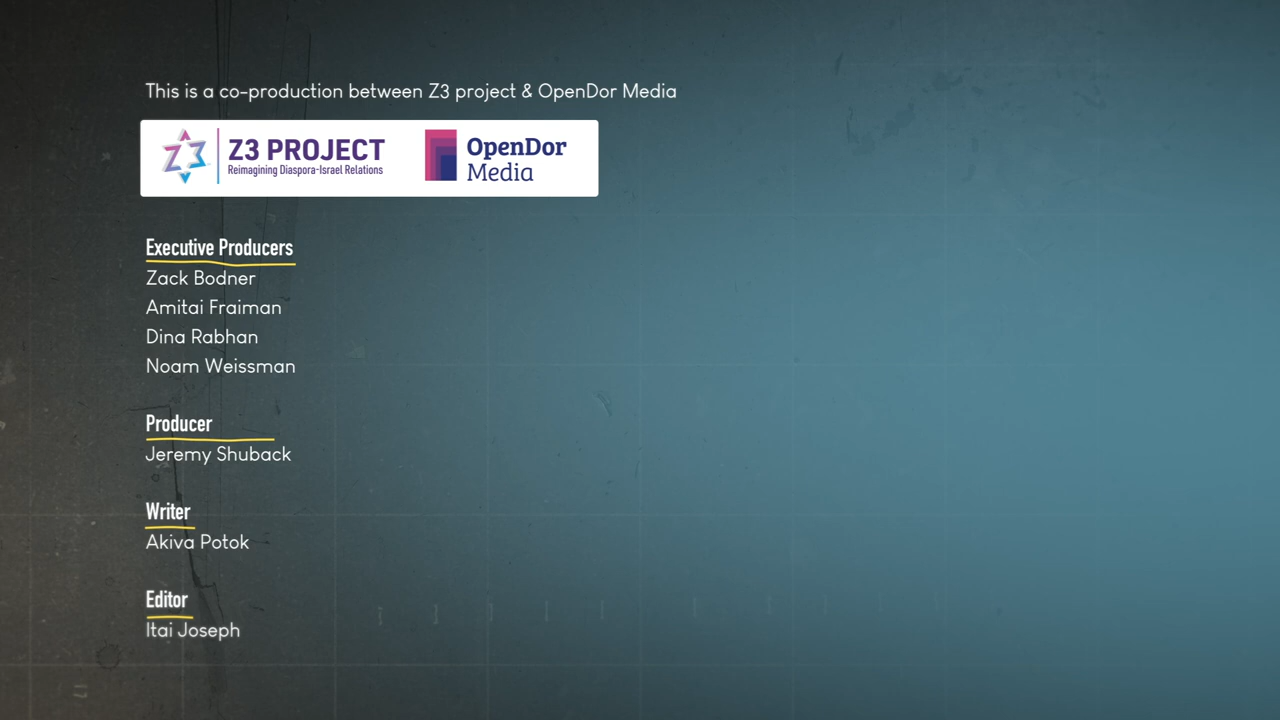 This is a co-production between Z3 project & OpenDor Media
Z3
Z3 PROJECT
Reimagining Diaspora-Israel Relations
OpenDor
Media
Executive Producers
Zack Bodner
Amitai Fraiman
Dina Rabhan
Noam Weissman
Producer
Jeremy Shuback
Writer
Akiva Potok
Editor
Itai Joseph